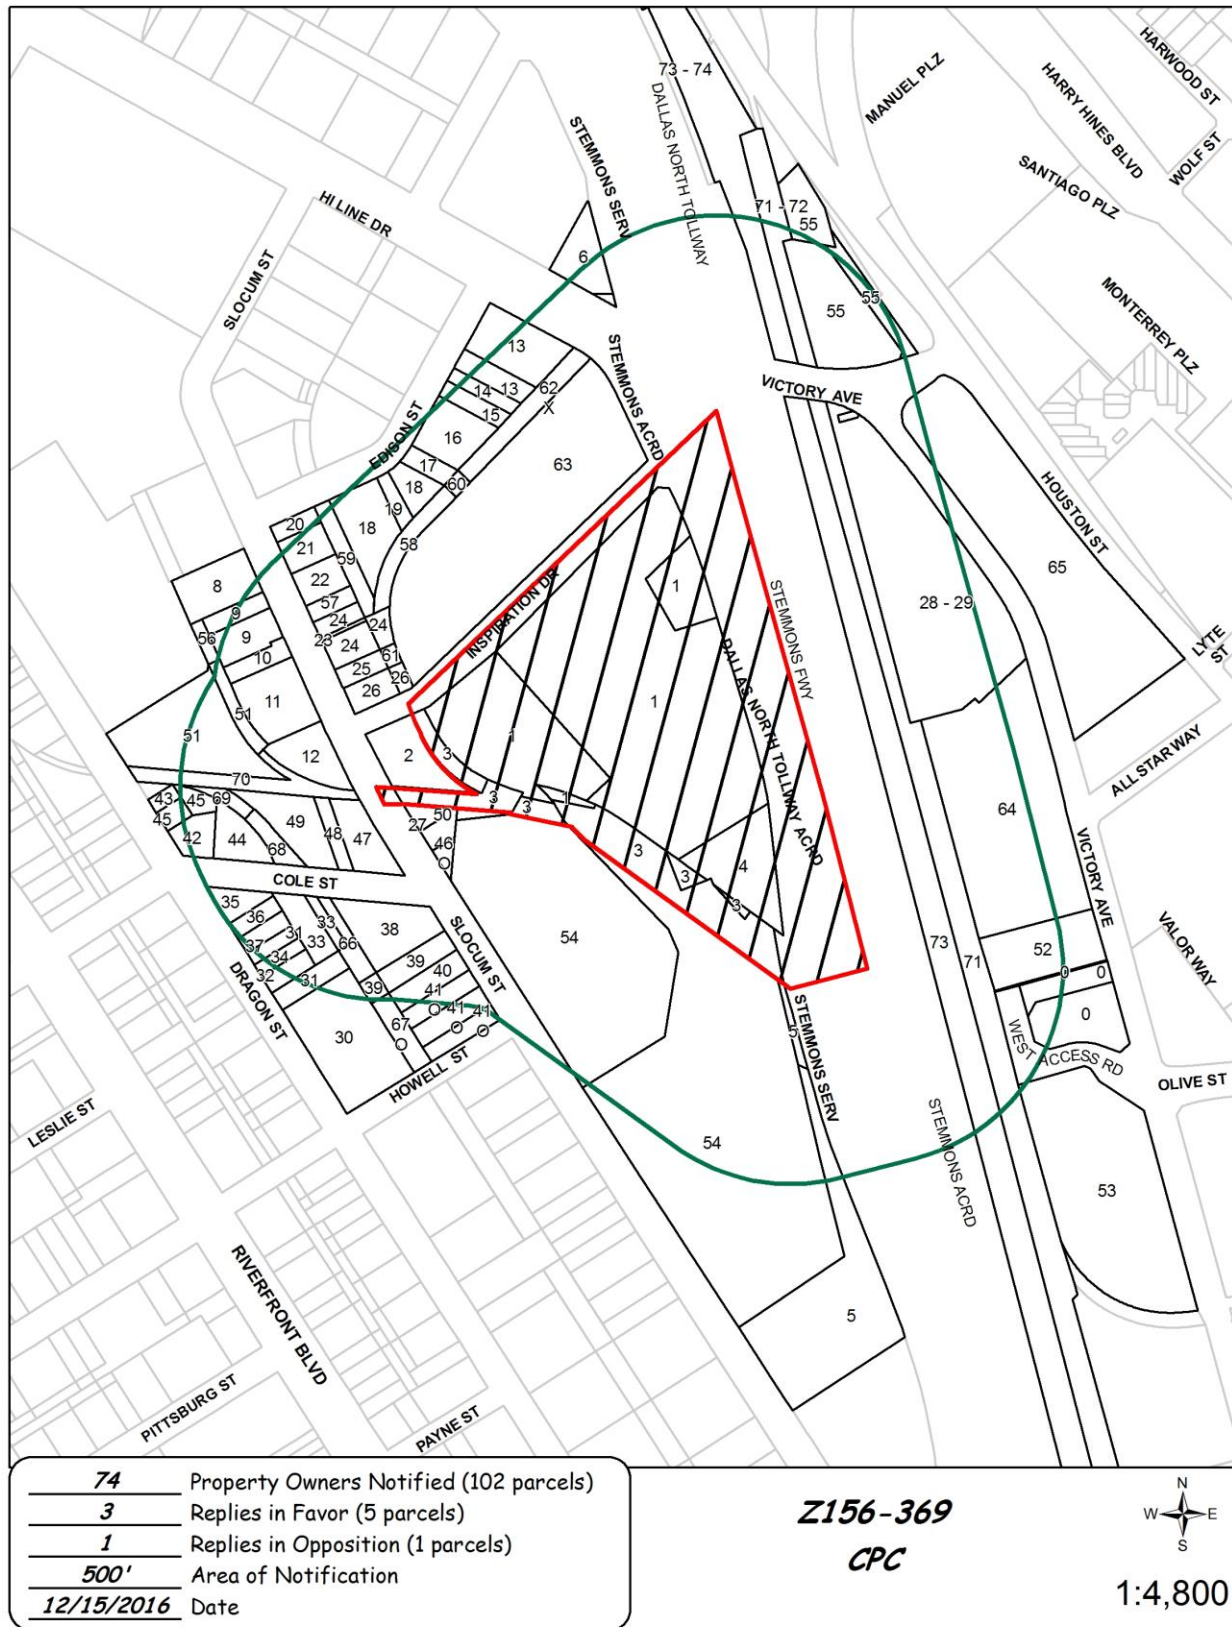 73 - 74
DALLAS NORTH TOLLWAY
MANUEL PLZ
HARWOOD ST
HARRY HINES BLVD
WOLF ST
SANTIAGO PLZ
STEMMONS SERV
HI LINE DR
71 - 72
55
6
SLOCUM ST
55
55
MONTERREY PLZ
STEMMONS ACRD
13
VICTORY AVE
62
14
13
X
15
EDISON ST
16
17
63
60
18
HOUSTON ST
19
20
18
21
58
59
65
22
8
1
57
INSPIRATION DR
STEMMONS FWY
28 - 29
9
24
24
56
9
23
24
LYTE ST
10
25
61
26
26
11
1
DALLAS NORTH TOLLWAY ACRD
51
1
51
12
2
3
ALL STAR WAY
70
43
45
69
3
3
1
64
45
49
50
27
42
44
48
47
46
O
68
3
4
VICTORY AVE
COLE ST
3
35
36
33
3
31
33
38
SLOCUM ST
37
34
66
54
73
52
VALOR WAY
32
31
39
40
71
0
0
39
41
O
41
O
41
O
0
DRAGON ST
30
67
O
STEMMONS SERV
5
WEST ACCESS RD
HOWELL ST
OLIVE ST
LESLIE ST
54
STEMMONS ACRD
53
RIVERFRONT BLVD
5
PITTSBURG ST
PAYNE ST
74 Property Owners Notified (102 parcels)
3 Replies in Favor (5 parcels)
1 Replies in Opposition (1 parcels)
500' Area of Notification
12/15/2016 Date
Z156-369
CPC
N
W E
S
1:4,800